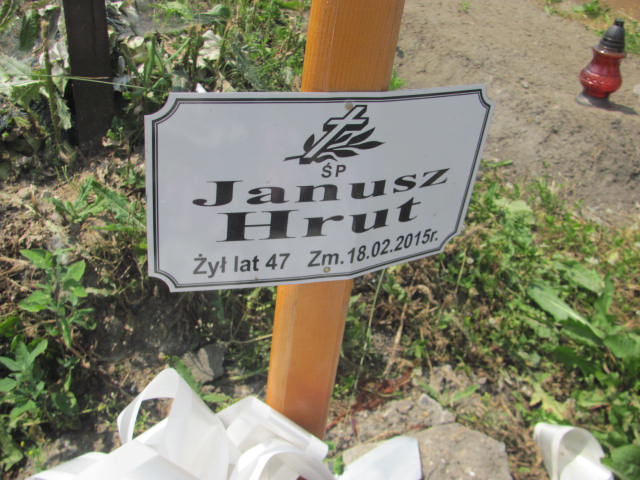 ŚP
Janusz
Hrut
Żył lat 47 Zm. 18.02.2015r.